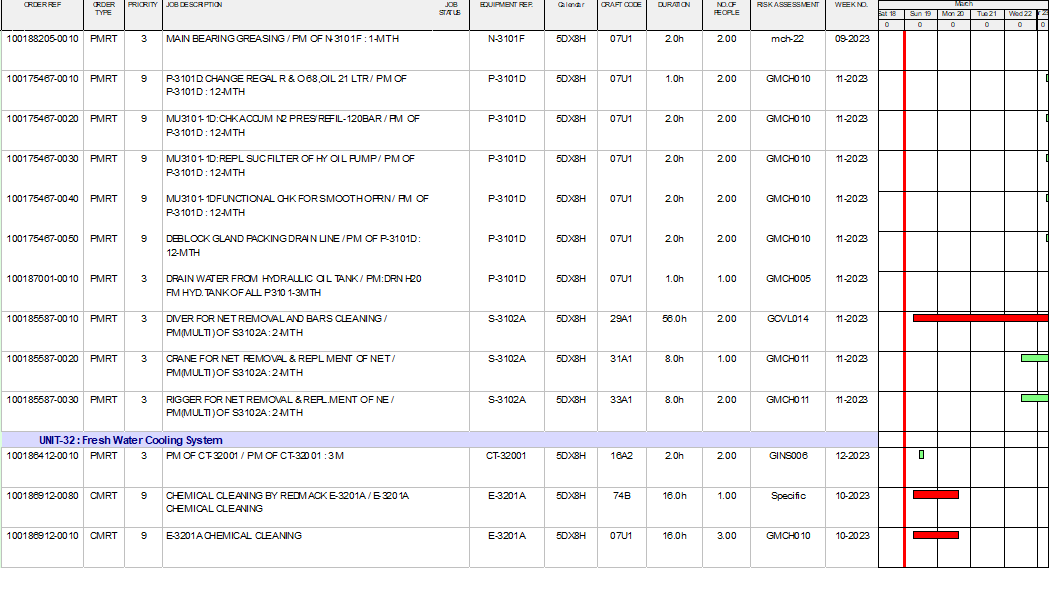 ORDER REF ORDER TYPE PRIORITY JOB DESCRIPTION JOB STATUS EQUIPMENT REF. Calendar CRAFT CODE DURATION NO.OF PEOPLE RISK ASSESSMENT WEEK NO. March
Sat 18 Sun 19 Mon 20 Tue 21 Wed 22
0 0 0 0 0 0
100188205-0010 PMRT 3 MAIN BEARING GREASING / PM OF N-3101F : 1-MTH N-3101F 5DX8H 07U1 2.0h 2.00 mch-22 09-2023
100175467-0010 PMRT 9 P-3101D:CHANGE REGAL R & O 68,OIL 21 LTR / PM OF P-3101D 5DX8H 07U1 1.0h 2.00 GMCH010 11-2023
P-3101D : 12-MTH
100175467-0020 PMRT 9 MU3101-1D:CHK ACCUM N2 PRES/REFIL-120BAR / PM OF P-3101D 5DX8H 07U1 2.0h 2.00 GMCH010 11-2023
P-3101D : 12-MTH
100175467-0030 PMRT 9 MU3101-1D:REPL SUC FILTER OF HY OIL PUMP / PM OF P-3101D 5DX8H 07U1 2.0h 2.00 GMCH010 11-2023
P-3101D : 12-MTH
100175467-0040 PMRT 9 MU3101-1DFUNCTIONAL CHK FOR SMOOTH OPRN / PM OF P-3101D 5DX8H 07U1 2.0h 2.00 GMCH010 11-2023
P-3101D : 12-MTH
100175467-0050 PMRT 9 DEBLOCK GLAND PACKING DRAIN LINE / PM OF P-3101D : P-3101D 5DX8H 07U1 2.0h 2.00 GMCH010 11-2023
12-MTH
100187001-0010 PMRT 3 DRAIN WATER FROM HYDRAULIC OIL TANK / PM:DRN H20 P-3101D 5DX8H 07U1 1.0h 1.00 GMCH005 11-2023
FM HYD.TANK OF ALL P3101-3MTH
100185587-0010 PMRT 3 DIVER FOR NET REMOVAL AND BARS CLEANING / S-3102A 5DX8H 29A1 56.0h 2.00 GCVL014 11-2023
PM(MULTI) OF S3102A : 2-MTH
100185587-0020 PMRT 3 CRANE FOR NET REMOVAL & REPL.MENT OF NET / S-3102A 5DX8H 31A1 8.0h 1.00 GMCH011 11-2023
PM(MULTI) OF S3102A : 2-MTH
100185587-0030 PMRT 3 RIGGER FOR NET REMOVAL & REPL.MENT OF NE / S-3102A 5DX8H 33A1 8.0h 2.00 GMCH011 11-2023
PM(MULTI) OF S3102A : 2-MTH
UNIT-32 : Fresh Water Cooling System
100186412-0010 PMRT 3 PM OF CT-32001 / PM OF CT-32001 : 3M CT-32001 5DX8H 16A2 2.0h 2.00 GINS006 12-2023
100186912-0080 CMRT 9 CHEMICAL CLEANING BY REDMACK E-3201A / E-3201A E-3201A 5DX8H 74B 16.0h 1.00 Specific 10-2023
CHEMICAL CLEANING
100186912-0010 CMRT 9 E-3201A CHEMICAL CLEANING E-3201A 5DX8H 07U1 16.0h 3.00 GMCH010 10-2023